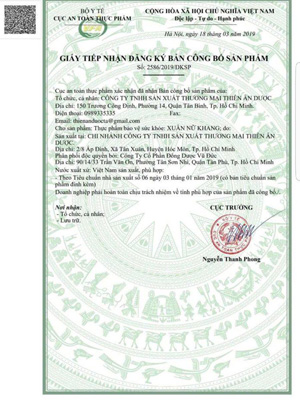 BỘ Y TẾ
CỤC AN TOÀN THỰC PHẨM
CỘNG HÒA XÃ HỘI CHỦ NGHĨA VIỆT NAM
Độc lập - Tự do - Hạnh phúc
Hà Nội, ngày 18 tháng 03 năm 2019
GIẤY TIẾP NHẬN ĐĂNG KÝ BẢN CÔNG BỐ SẢN PHẨM
Số: 2586/2019/ĐKSP
Cục an toàn thực phẩm xác nhận đã nhận Bản công bố sản phẩm của:
Tổ chức, cá nhân: CÔNG TY TNHH SẢN XUẤT THƯƠNG MẠI THIÊN ÂN DƯỢC
Địa chỉ: 150 Trương Công Định, Phường 14, Quận Tân Bình, Tp. Hồ Chí Minh
Điện thoại: 0989335335 Fax:
Email:
Cho sản phẩm: Thực phẩm bảo vệ sức khỏe: XUÂN NỮ KHANG; do:
Sản xuất tại: CHI NHÁNH CÔNG TY TNHH SẢN XUẤT THƯƠNG MẠI THIÊN ÂN
DƯỢC
Địa chỉ: 2/8 Ấp Đình, Xã Tân Xuân, Huyện Hóc Môn, Tp. Hồ Chí Minh
Phân phối độc quyền bởi: Công Ty Cổ Phần Đông Dược Vũ Đức
Địa chỉ: 90/14/33 Trần Văn Ơn, Phường Tân Sơn Nhì, Quận Tân Phú, Tp. Hồ Chí Minh
Nước xuất xứ: Việt Nam sản xuất, phù hợp:
- Theo Tiêu chuẩn nhà sản xuất số 06 ngày 03 tháng 01 năm 2019 (có bản tiêu chuẩn sản
phẩm đính kèm)
Doanh nghiệp phải hoàn toàn chịu trách nhiệm về tính phù hợp của sản phẩm đã công bố./.
Nơi nhận:
- Tổ chức, cá nhân;
- Lưu trữ.
CỤC TRƯỞNG
Nguyễn Thanh Phong